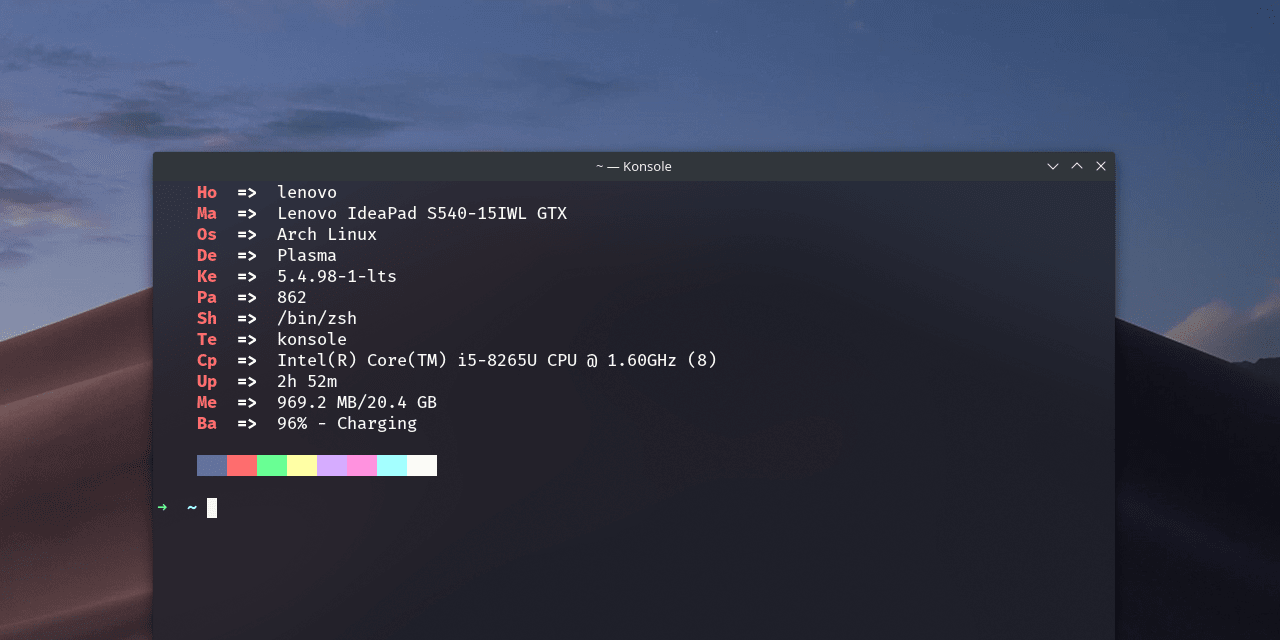 ~ — Konsole
Ho => lenovo
Ma => Lenovo IdeaPad S540-15IWL GTX
Os => Arch Linux
De => Plasma
Ke => 5.4.98-1-lts
Pa => 862
Sh => /bin/zsh
Te => konsole
Cp => Intel(R) Core(TM) i5-8265U CPU @ 1.60GHz (8)
Up => 2h 52m
Me => 969.2 MB/20.4 GB
Ba => 96% - Charging
→ ~